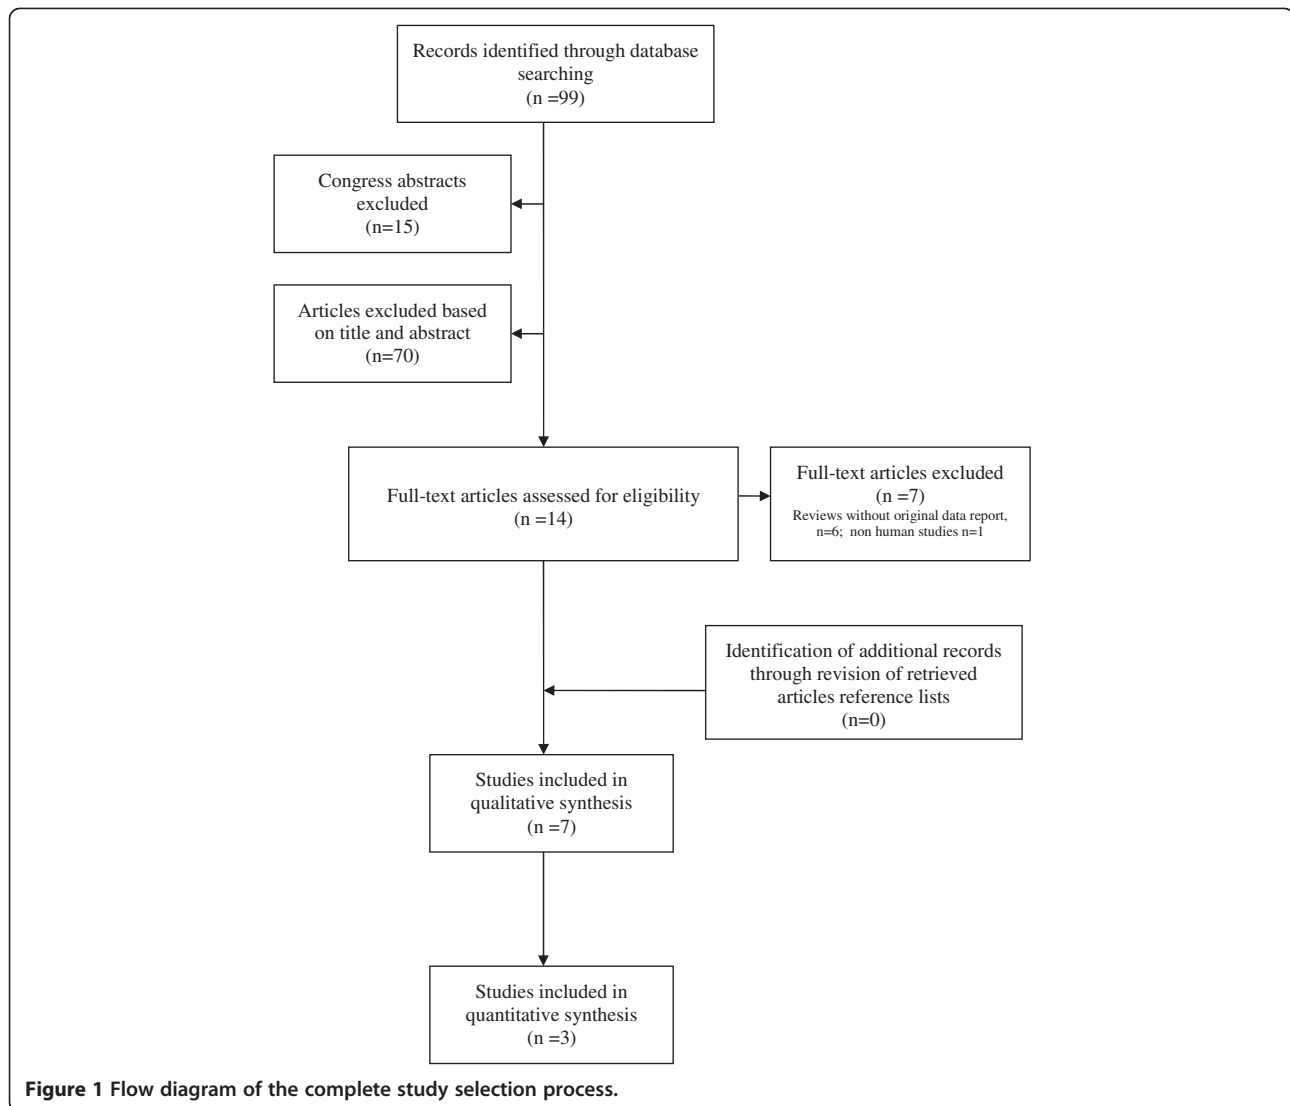 Records identified through database
searching
(n =99)
Congress abstracts
excluded
(n=15)
Articles excluded based
on title and abstract
(n=70)
Full-text articles assessed for eligibility
(n =14)
Full-text articles excluded
(n =7)
Reviews without original data report,
n=6;  non human studies n=1
Identification of additional records
through revision of retrieved
articles reference lists
(n=0)
Studies included in
qualitative synthesis
(n =7)
Studies included in
quantitative synthesis
(n =3)
Figure 1 Flow diagram of the complete study selection process.